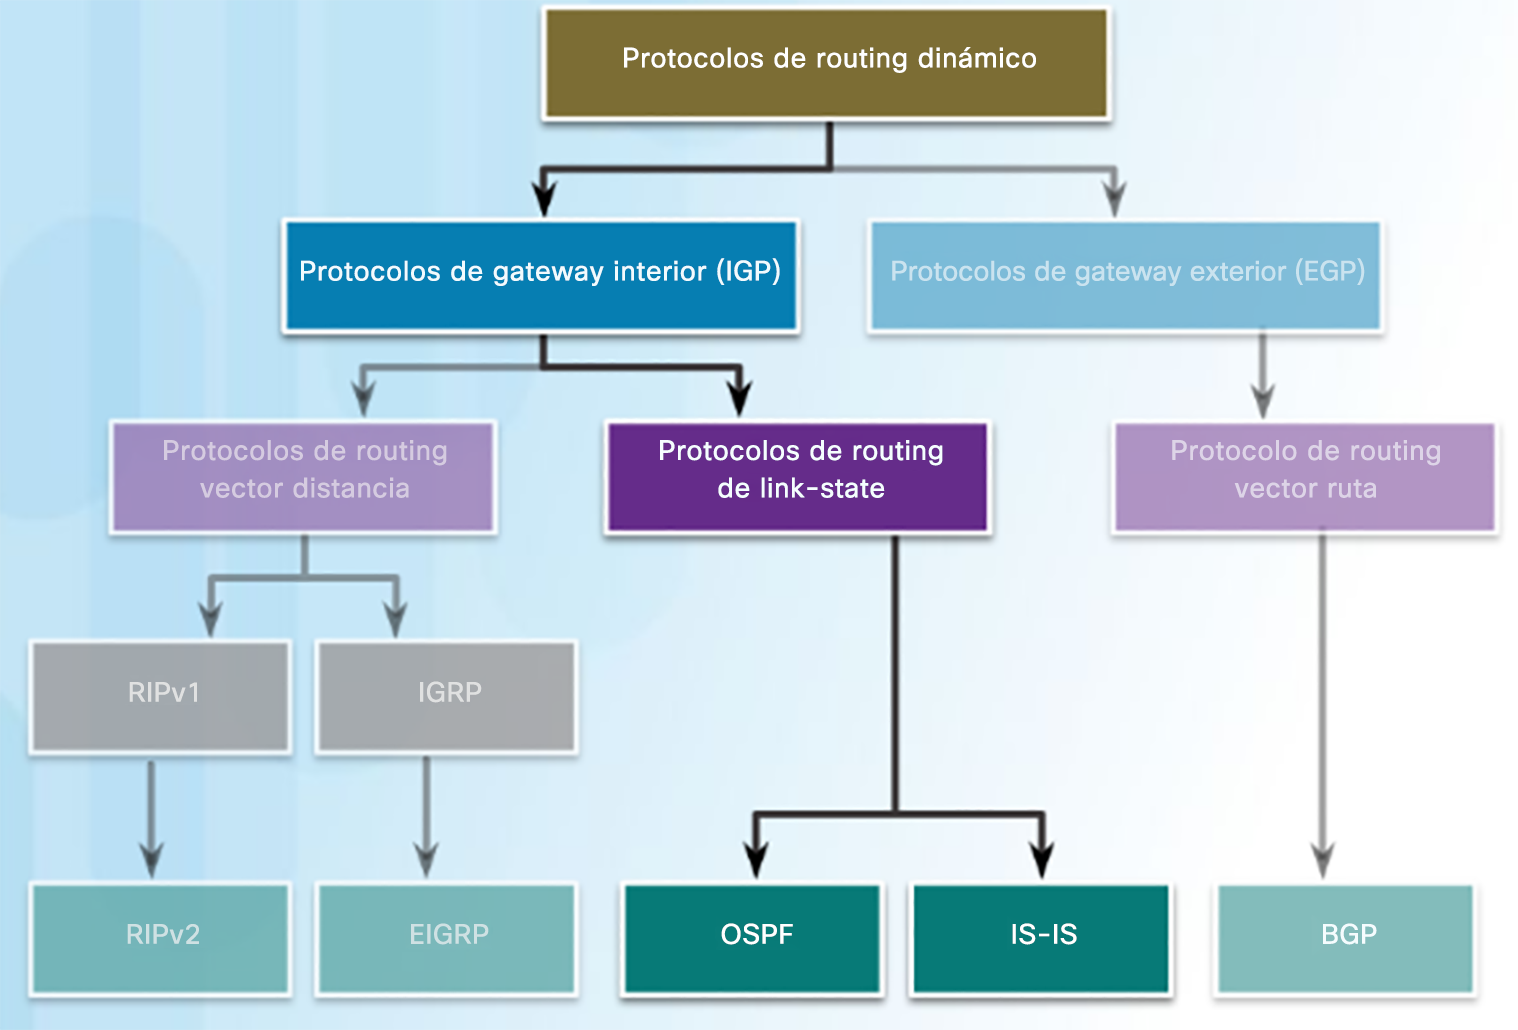 Protocolos de routing dinámico
Protocolos de gateway interior (IGP)
Protocolos de gateway exterior (EGP)
Protocolos de routing
vector distancia
Protocolos de routing
de link-state
Protocolo de routing
vector ruta
RIPv1
IGRP
RIPv2
EIGRP
OSPF
IS-IS
BGP